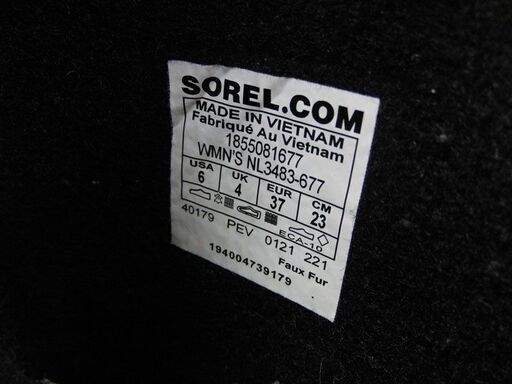 SOREL.COM
MADE IN VIETNAM
Fabriqué Au Vietnam
1855081677
WMN'S NL3483-677
USA UK EUR CM
6 4 37 23
ECA-10
40179 PEV 0121 221
Faux Fur
194004739179